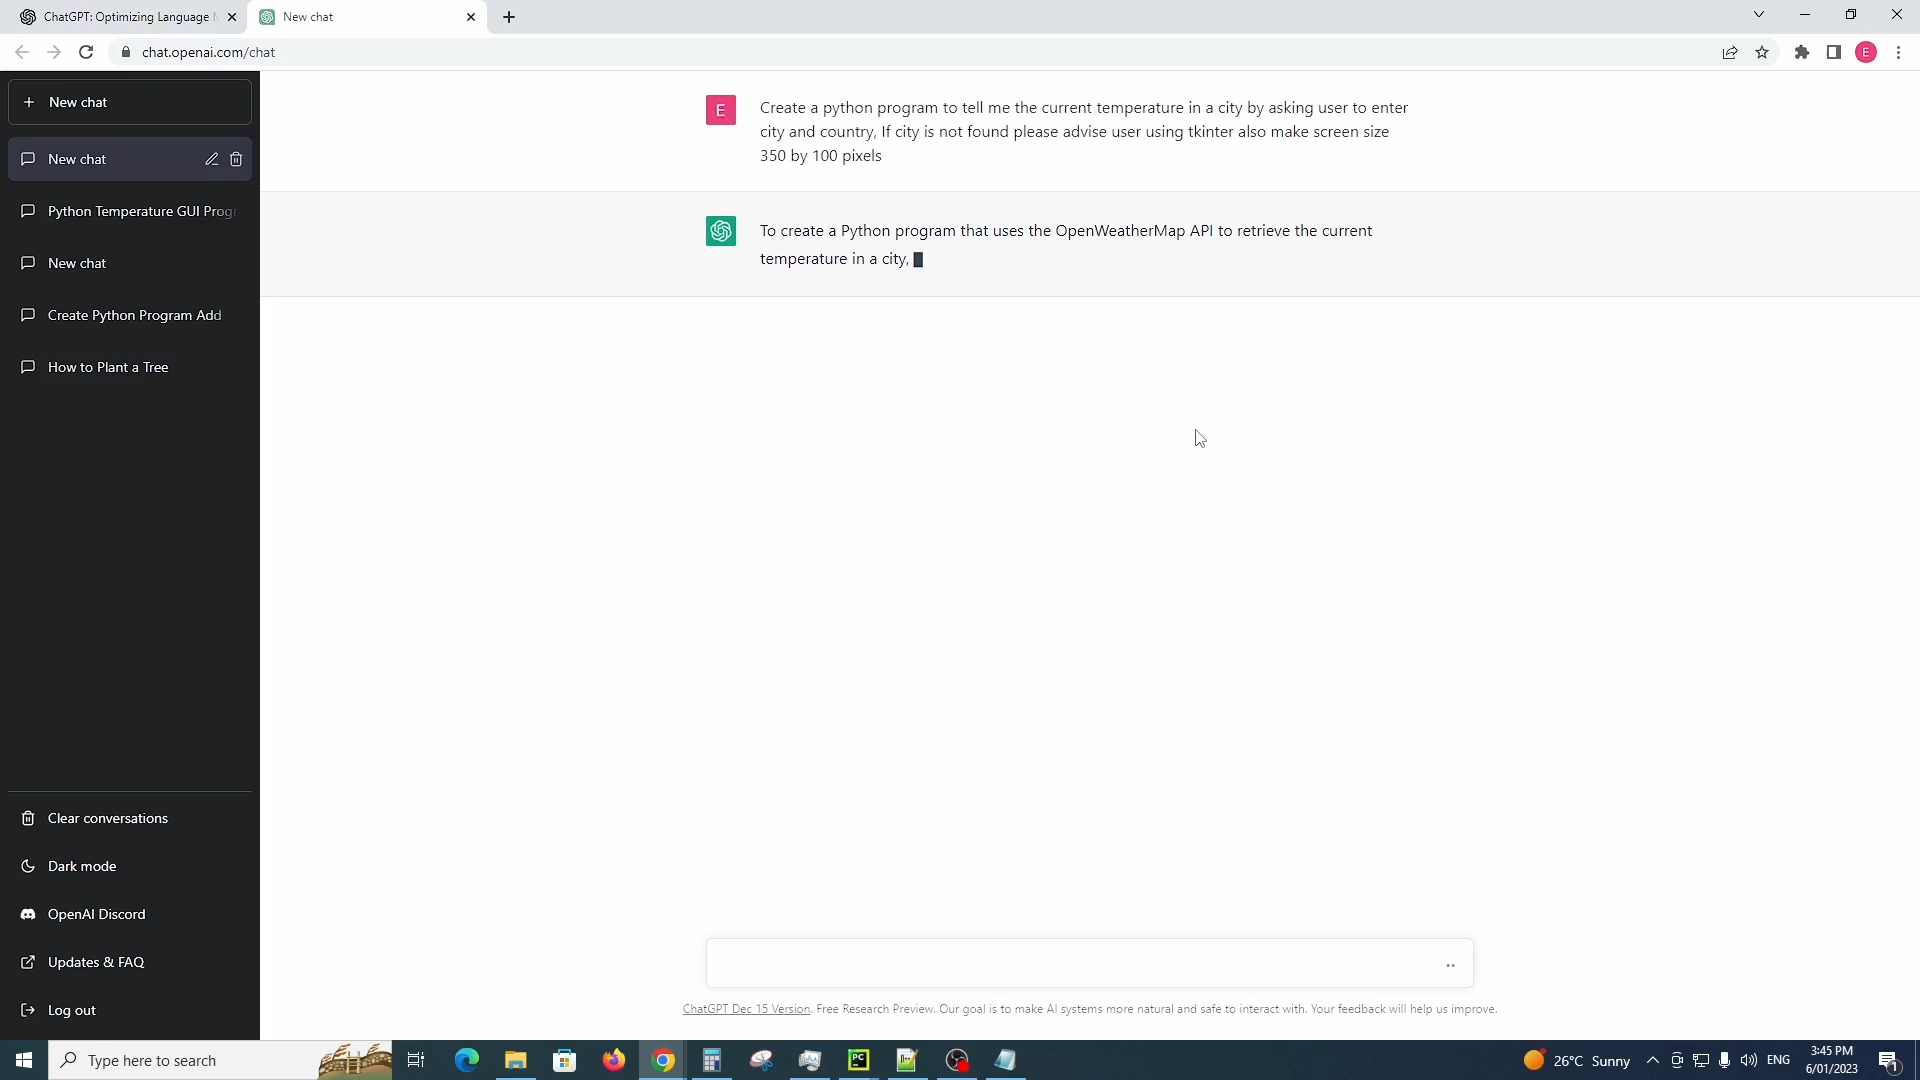 ChatGPT: Optimizing Language
New chat
chat.openai.com/chat
E
New chat
New chat
Python Temperature GUI Progr
New chat
Create Python Program Add
How to Plant a Tree
Clear conversations
Dark mode
OpenAI Discord
Updates & FAQ
Log out
E
Create a python program to tell me the current temperature in a city by asking user to enter
city and country, If city is not found please advise user using tkinter also make screen size
350 by 100 pixels
To create a Python program that uses the OpenWeatherMap API to retrieve the current
temperature in a city,
ChatGPT Dec 15 Version. Free Research Preview. Our goal is to make AI systems more natural and safe to interact with. Your feedback will help us improve.
Type here to search
PC
26°C Sunny
ENG
3:45 PM
6/01/2023
1